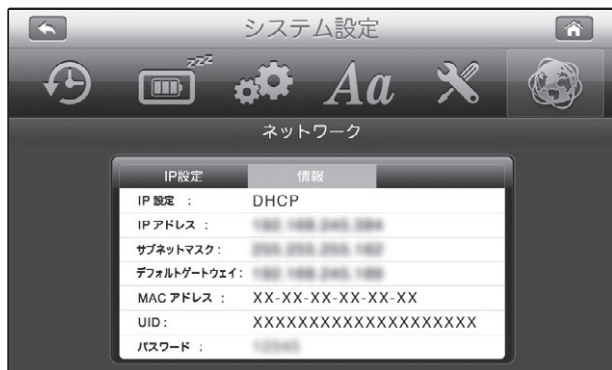 システム設定
zzz
Aa
ネットワーク
IP設定 情報
IP 設定 : DHCP
IP アドレス :
サブネットマスク :
デフォルトゲートウェイ :
MAC アドレス : XX-XX-XX-XX-XX-XX
UID : XXXXXXXXXXXXXXXXXXXX
パスワード :